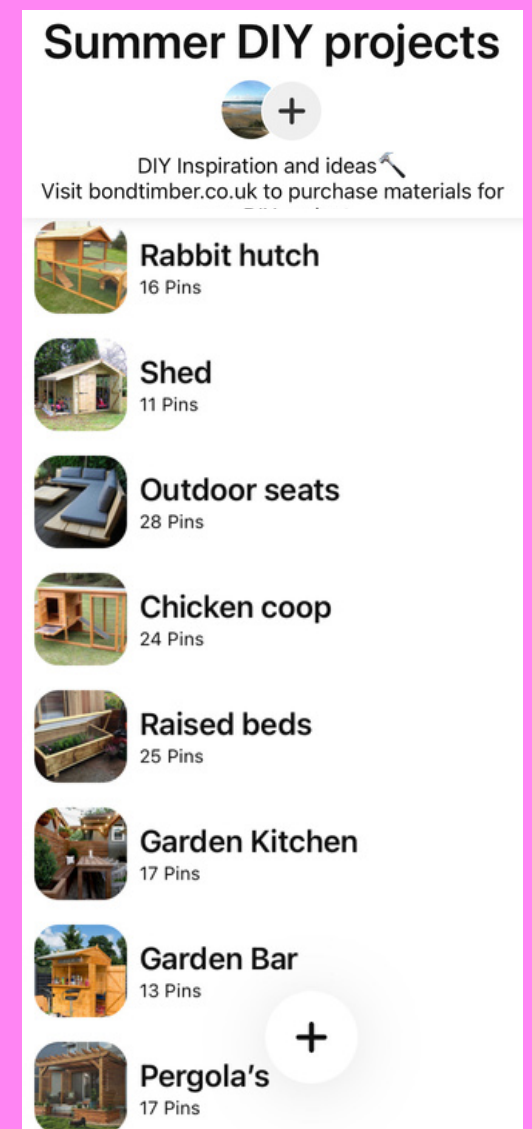 Summer DIY projects
DIY Inspiration and ideas🔨
Visit bondtimber.co.uk to purchase materials for
Rabbit hutch
16 Pins
Shed
11 Pins
Outdoor seats
28 Pins
Chicken coop
24 Pins
Raised beds
25 Pins
Garden Kitchen
17 Pins
Garden Bar
13 Pins
Pergola’s
17 Pins